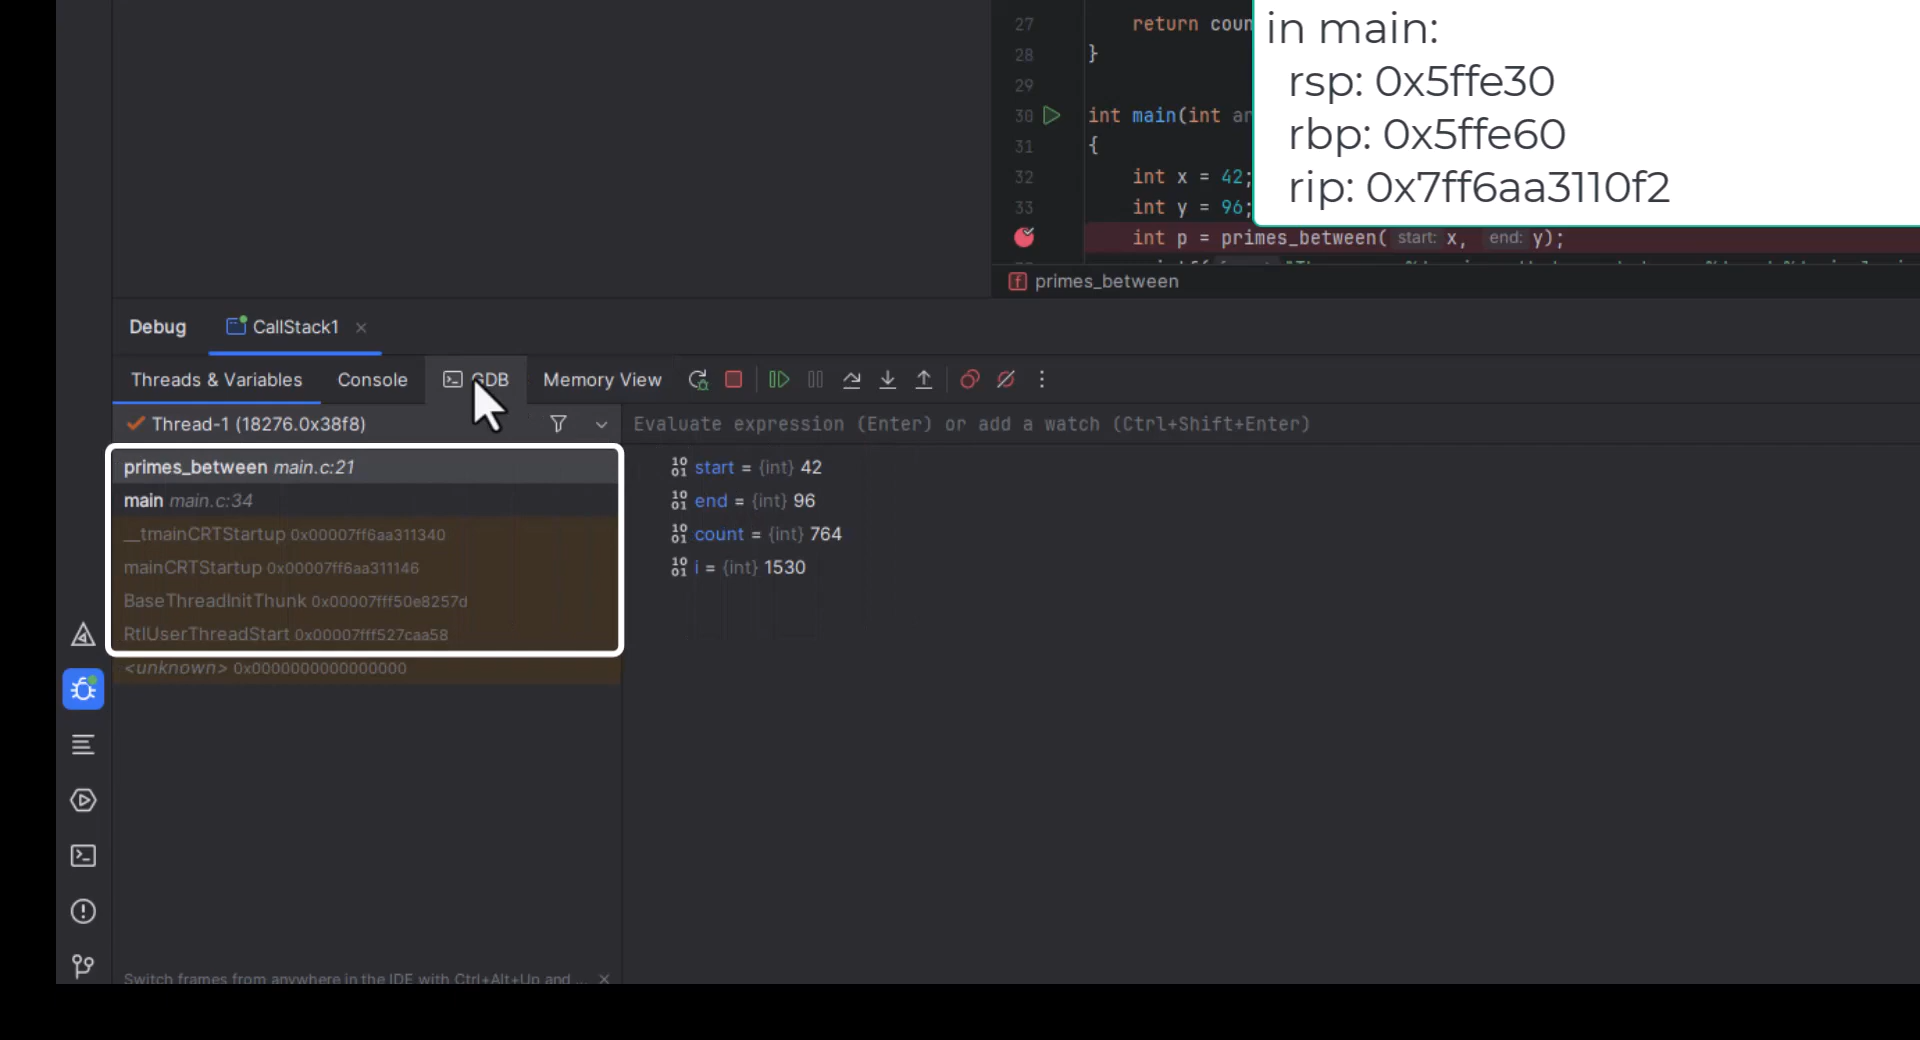 27 return coun
28 }
29
30 int main(int ar
31 {
32 int x = 42;
33 int y = 96;
int p = primes_between( start: x, end: y);
in main:
rsp: 0x5ffe30
rbp: 0x5ffe60
rip: 0x7ff6aa3110f2
f primes_between
Debug CallStack1
Threads & Variables Console GDB Memory View
Thread-1 (18276.0x38f8)
Evaluate expression (Enter) or add a watch (Ctrl+Shift+Enter)
primes_between main.c:21
main main.c:34
__tmainCRTStartup 0x00007ff6aa311340
mainCRTStartup 0x00007ff6aa311146
BaseThreadInitThunk 0x00007fff50e8257d
RtlUserThreadStart 0x00007fff527caa58
<unknown> 0x0000000000000000
start = {int} 42
end = {int} 96
count = {int} 764
i = {int} 1530
Switch frames from anywhere in the IDE with Ctrl+Alt+Up and ...